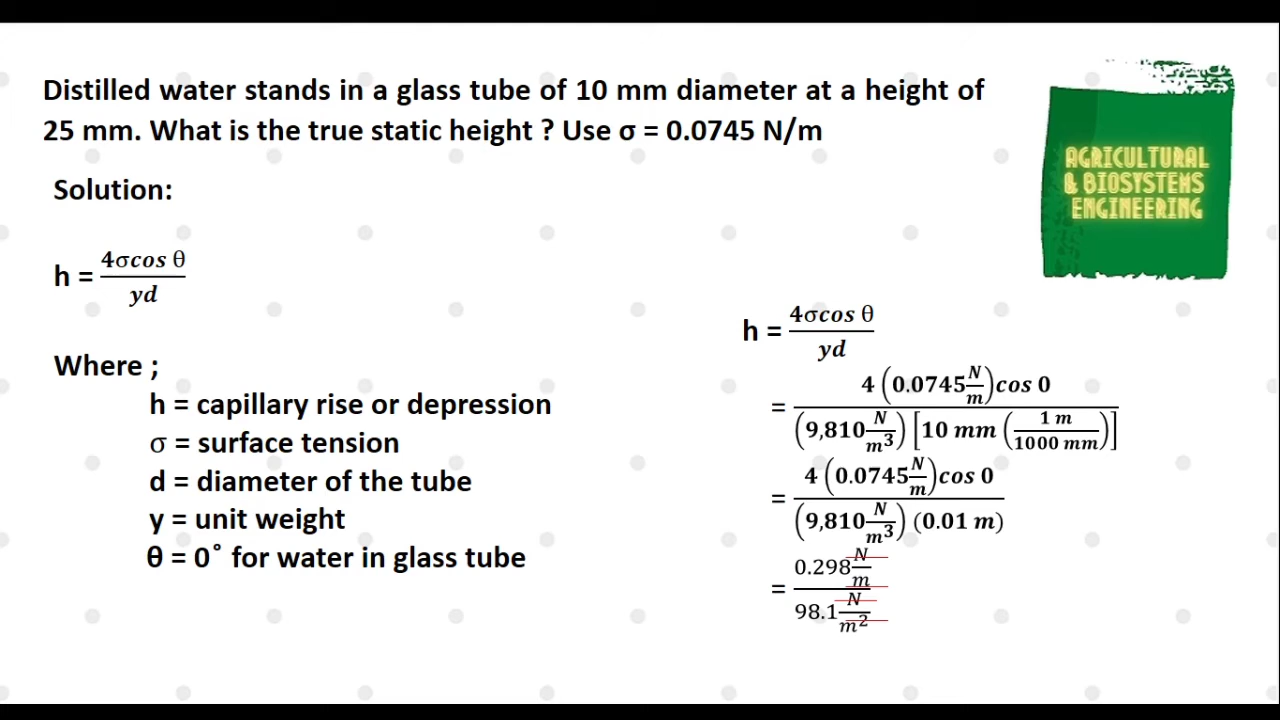 Distilled water stands in a glass tube of 10 mm diameter at a height of
25 mm. What is the true static height ? Use σ = 0.0745 N/m
Solution:
h = 4σcos θ / yd
Where ;
h = capillary rise or depression
σ = surface tension
d = diameter of the tube
y = unit weight
θ = 0° for water in glass tube
h = 4σcos θ / yd
= 4 (0.0745 N/m) cos 0 / (9,810 N/m³) [10 mm (1 m / 1000 mm)]
= 4 (0.0745 N/m) cos 0 / (9,810 N/m³) (0.01 m)
= 0.298 N/m / 98.1 N/m²
AGRICULTURAL
& BIOSYSTEMS
ENGINEERING